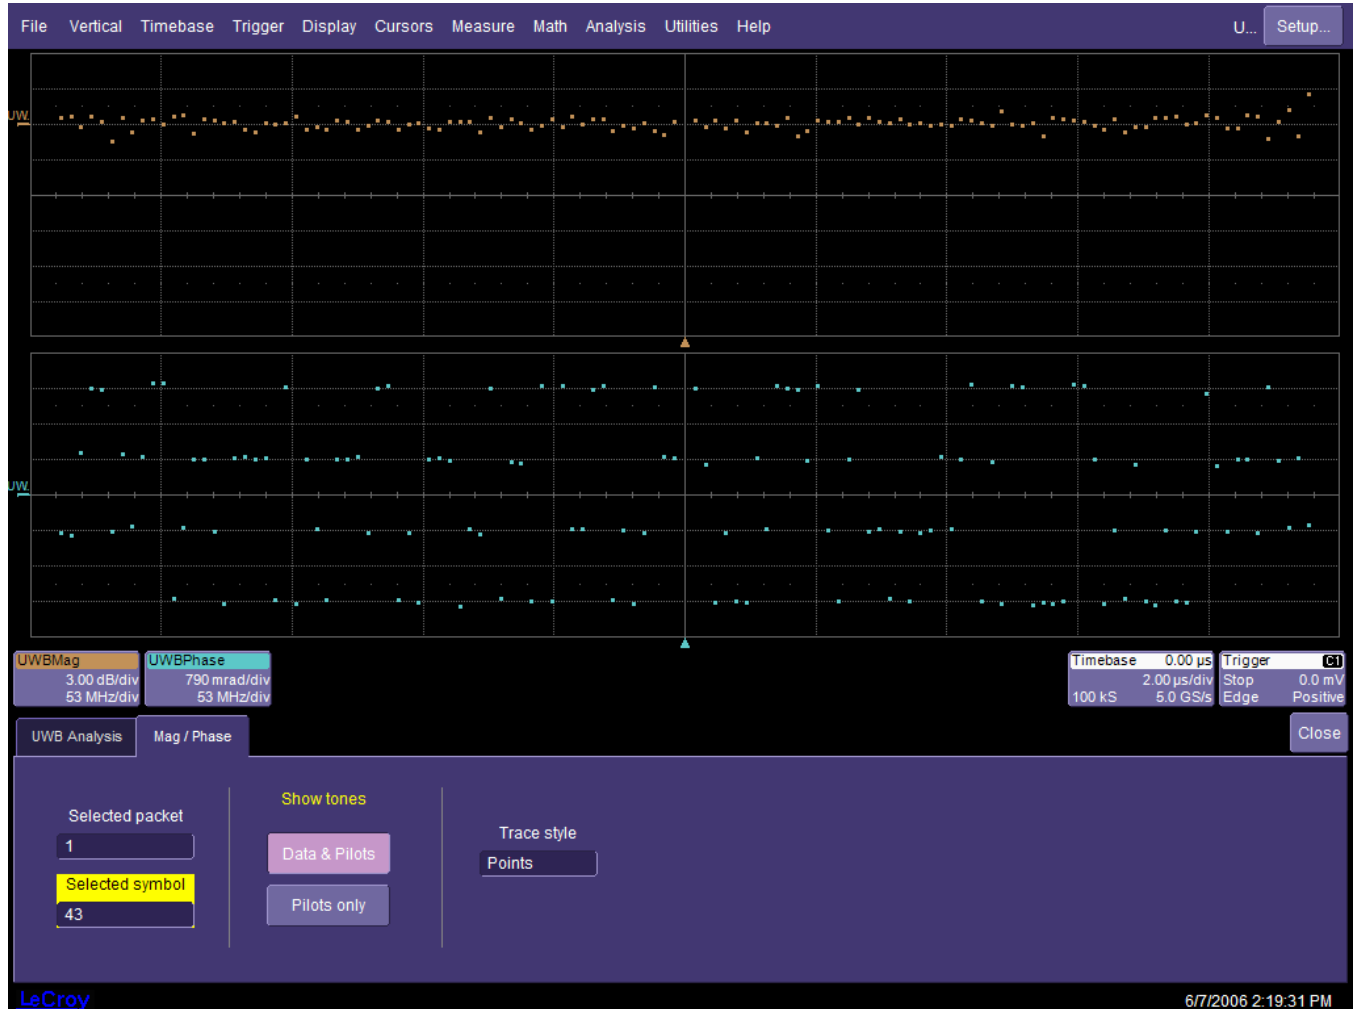 File Vertical Timebase Trigger Display Cursors Measure Math Analysis Utilities Help U... Setup...
UW.
UW.
UWBMag UWBPhase Timebase 0.00 µs Trigger C1
3.00 dB/div 790 mrad/div 2.00 µs/div Stop 0.0 mV
53 MHz/div 53 MHz/div 100 kS 5.0 GS/s Edge Positive
UWB Analysis Mag / Phase Close
Selected packet
1
Selected symbol
43
Show tones
Data & Pilots
Pilots only
Trace style
Points
LeCroy 6/7/2006 2:19:31 PM